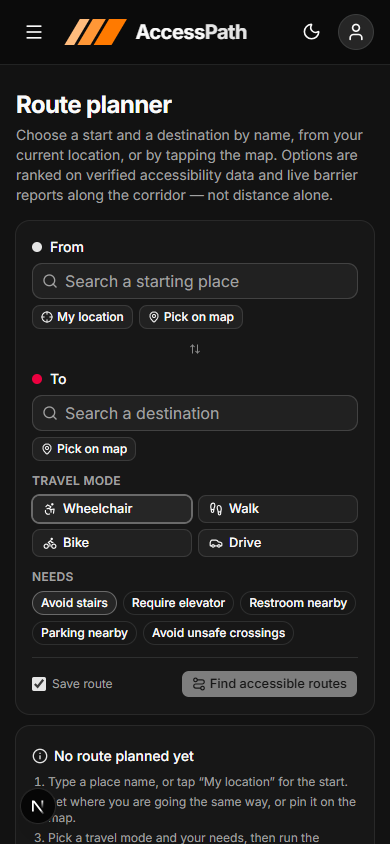 AccessPath
Route planner
Choose a start and a destination by name, from your
current location, or by tapping the map. Options are
ranked on verified accessibility data and live barrier
reports along the corridor — not distance alone.
From
Search a starting place
My location
Pick on map
To
Search a destination
Pick on map
TRAVEL MODE
Wheelchair
Walk
Bike
Drive
NEEDS
Avoid stairs
Require elevator
Restroom nearby
Parking nearby
Avoid unsafe crossings
Save route
Find accessible routes
No route planned yet
1. Type a place name, or tap “My location” for the start.
where you are going the same way, or pin it on the
map.
3. Pick a travel mode and your needs, then run the
N